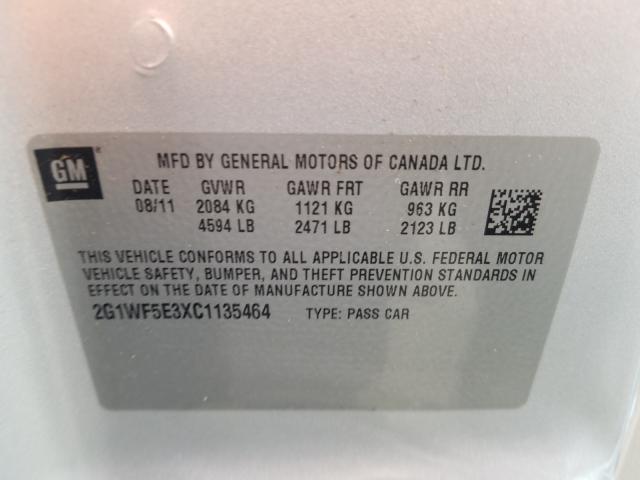 GM
MFD BY GENERAL MOTORS OF CANADA LTD.
DATE GVWR GAWR FRT GAWR RR
08/11 2084 KG 1121 KG 963 KG
4594 LB 2471 LB 2123 LB
THIS VEHICLE CONFORMS TO ALL APPLICABLE U.S. FEDERAL MOTOR
VEHICLE SAFETY, BUMPER, AND THEFT PREVENTION STANDARDS IN
EFFECT ON THE DATE OF MANUFACTURE SHOWN ABOVE.
2G1WF5E3XC1135464 TYPE: PASS CAR